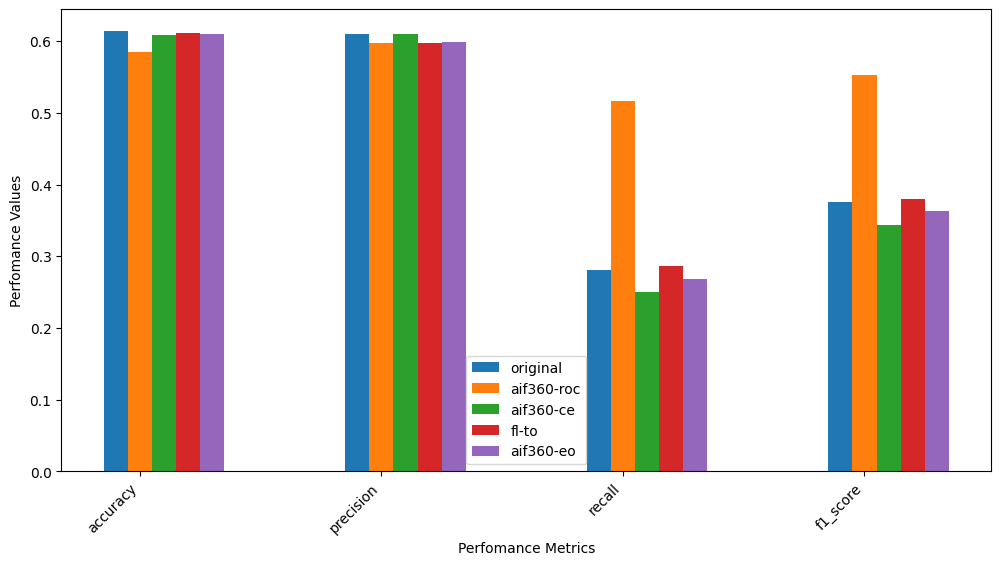 0.6
0.5
0.4
0.3
0.2
0.1
0.0
Perfomance Values
original
aif360-roc
aif360-ce
fl-to
aif360-eo
accuracy
precision
recall
f1_score
Perfomance Metrics